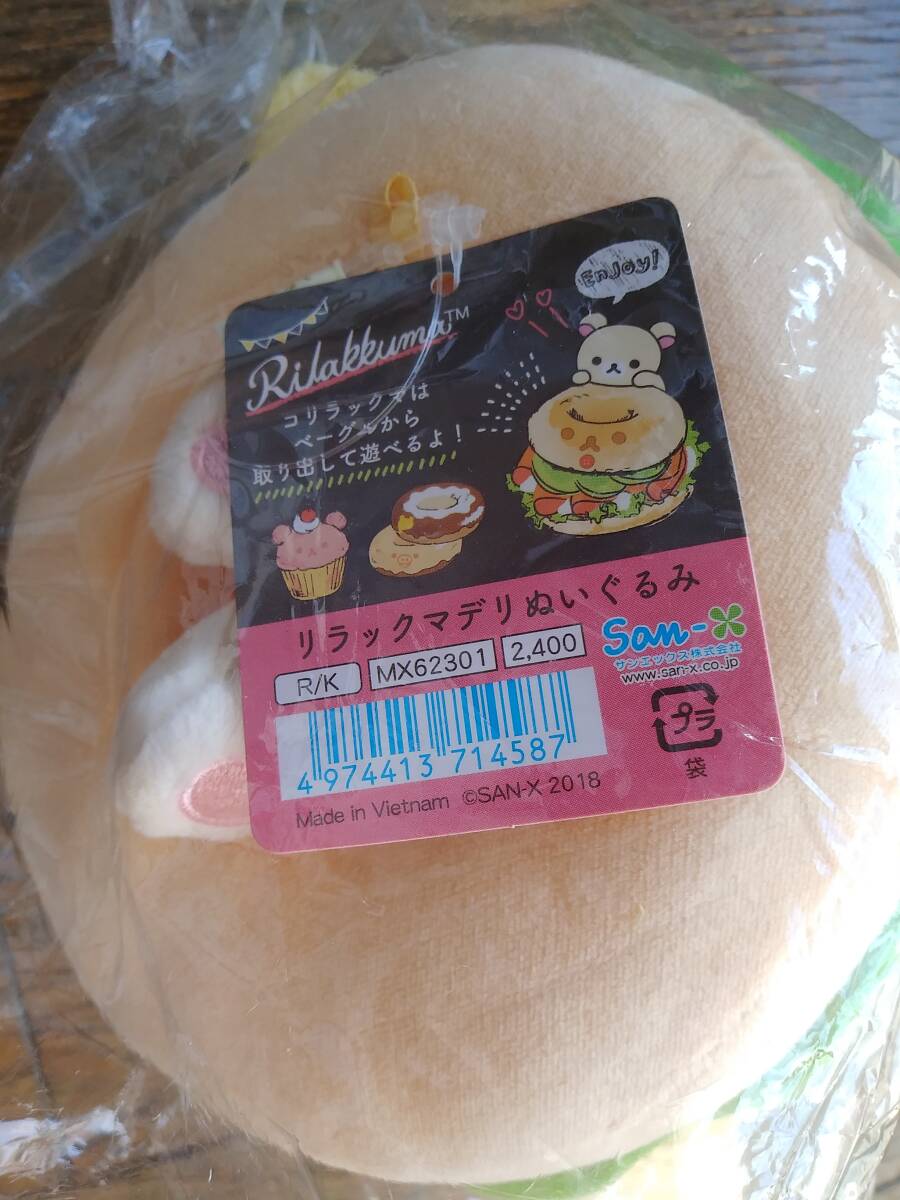 Enjoy!
Rilakkuma™
コリラックマは
ベーグルから
取り出して遊べるよ！
リラックマデリぬいぐるみ
San-X
サンエックス株式会社
www.san-x.co.jp
R/K
MX62301
2,400
プラ
袋
4 974413 714587
Made in Vietnam ©SAN-X 2018